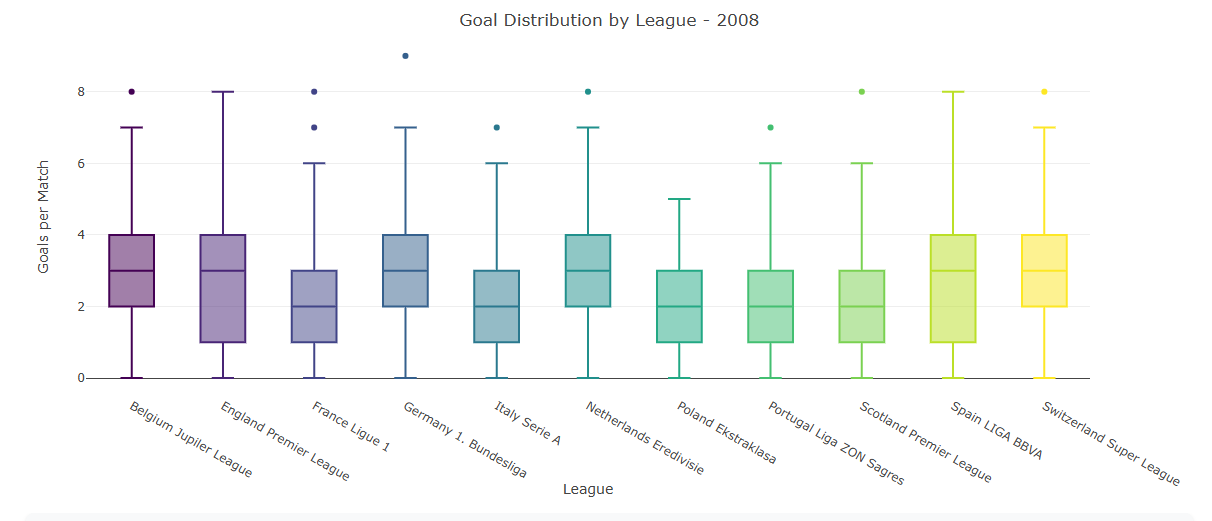 Goal Distribution by League - 2008
Goals per Match
8
6
4
2
0
Belgium Jupiler League
England Premier League
France Ligue 1
Germany 1. Bundesliga
Italy Serie A
Netherlands Eredivisie
Poland Ekstraklasa
Portugal Liga ZON Sagres
Scotland Premier League
Spain LIGA BBVA
Switzerland Super League
League